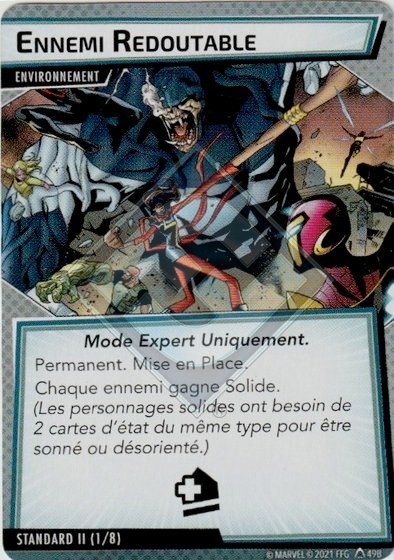 ENNEMI REDOUTABLE
ENVIRONNEMENT
Mode Expert Uniquement.
Permanent. Mise en Place.
Chaque ennemi gagne Solide.
(Les personnages solides ont besoin de
2 cartes d’état du même type pour être
sonné ou désorienté.)
STANDARD II (1/8)
© MARVEL © 2021 FFG 498